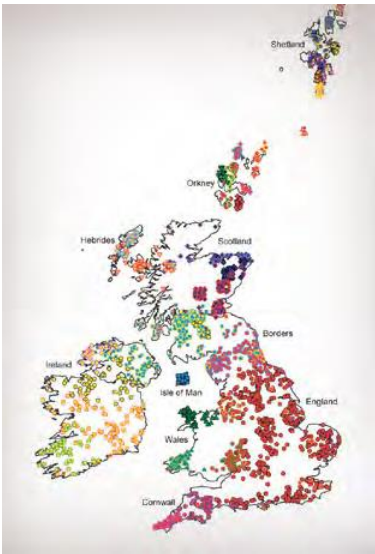 Shetland
Orkney
Hebrides
Scotland
Borders
Ireland
Isle of Man
England
Wales
Cornwall